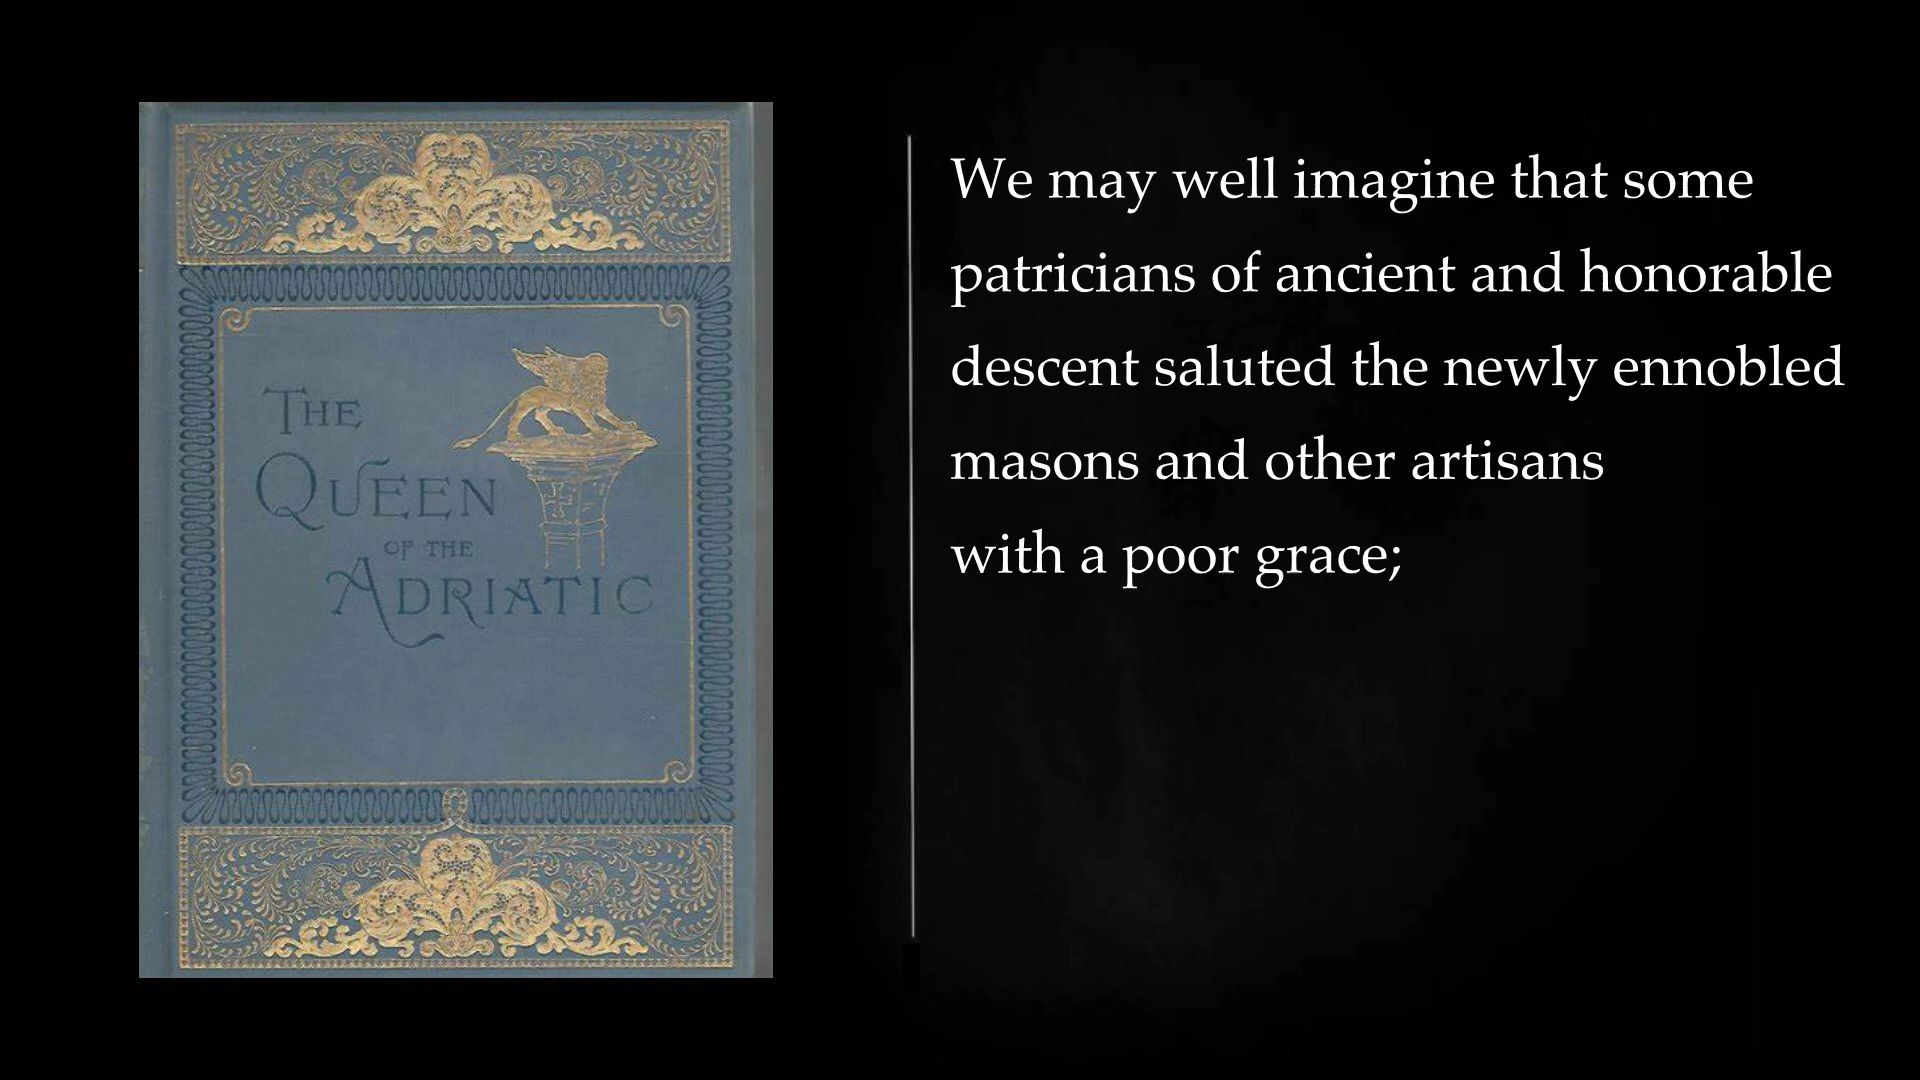 The
Queen
of the
Adriatic
We may well imagine that some
patricians of ancient and honorable
descent saluted the newly ennobled
masons and other artisans
with a poor grace;